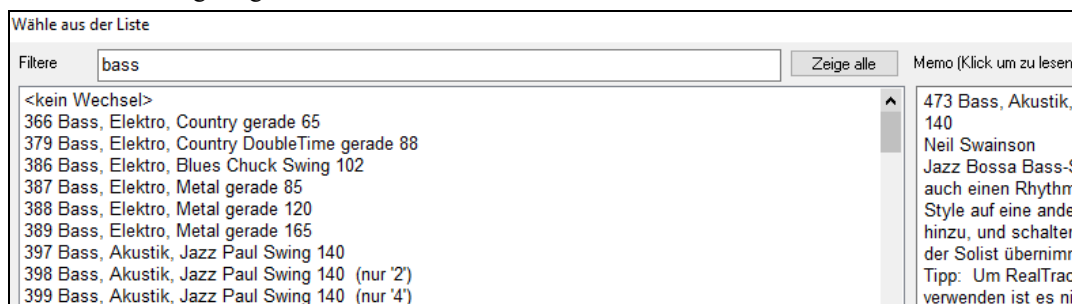 Wähle aus der Liste
Filtere bass Zeige alle Memo (Klick um zu lesen
<kein Wechsel>
366 Bass, Elektro, Country gerade 65
379 Bass, Elektro, Country DoubleTime gerade 88
386 Bass, Elektro, Blues Chuck Swing 102
387 Bass, Elektro, Metal gerade 85
388 Bass, Elektro, Metal gerade 120
389 Bass, Elektro, Metal gerade 165
397 Bass, Akustik, Jazz Paul Swing 140
398 Bass, Akustik, Jazz Paul Swing 140 (nur '2')
399 Bass, Akustik, Jazz Paul Swing 140 (nur '4')
473 Bass, Akustik,
140
Neil Swainson
Jazz Bossa Bass-S
auch einen Rhythm
Style auf eine ande
hinzu, und schalten
der Solist übernimm
Tipp: Um RealTrac
verwenden ist es ni